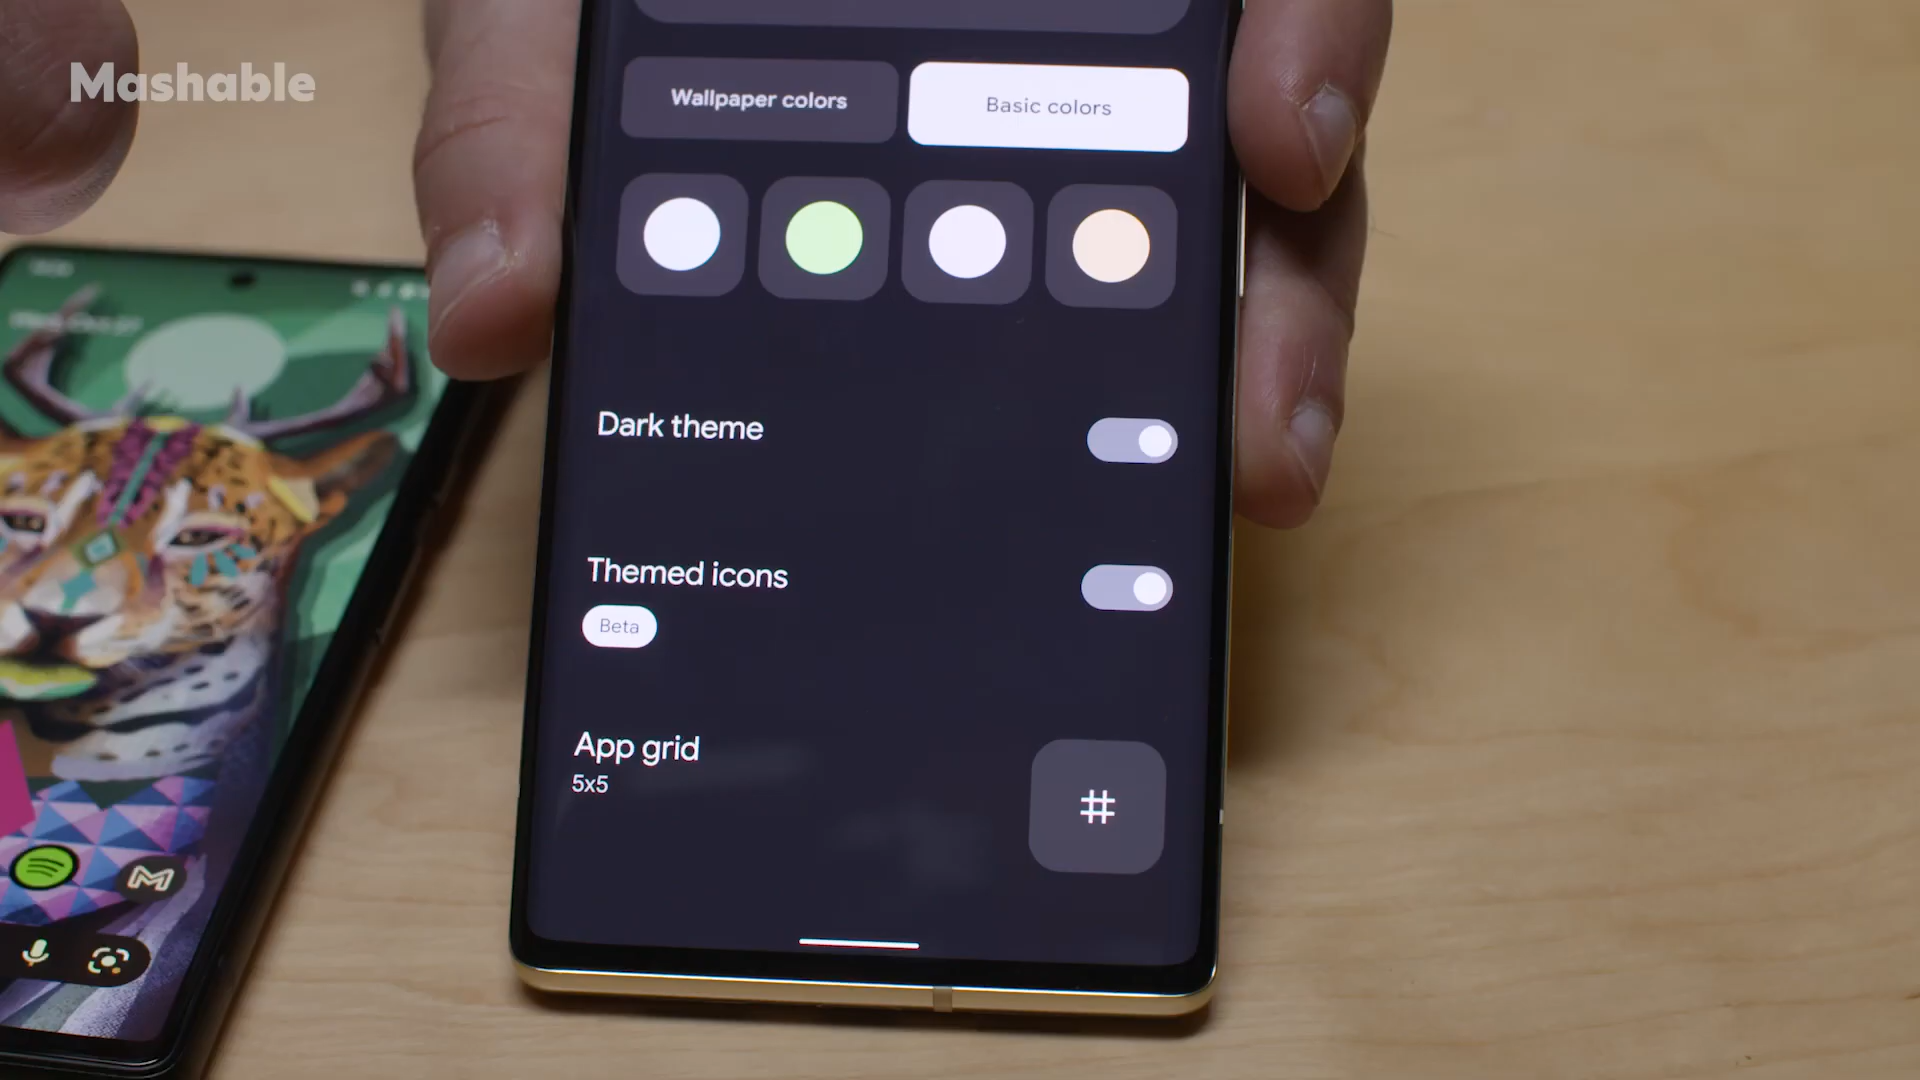 Mashable
Wallpaper colors
Basic colors
Dark theme
Themed icons
Beta
App grid
5x5